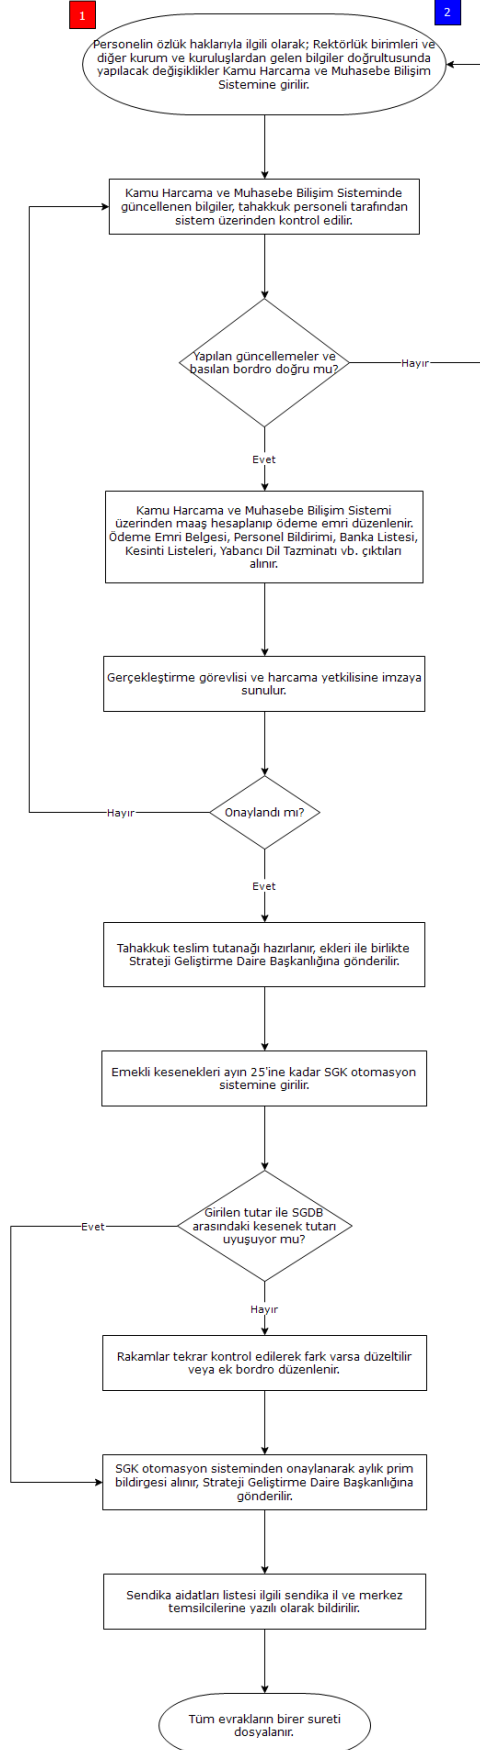 1
2
Personelin özlük haklarıyla ilgili olarak; Rektörlük birimleri ve
diğer kurum ve kuruluşlardan gelen bilgiler doğrultusunda
yapılacak değişiklikler Kamu Harcama ve Muhasebe Bilişim
Sistemine girilir.
Kamu Harcama ve Muhasebe Bilişim Sisteminde
güncellenen bilgiler, tahakkuk personeli tarafından
sistem üzerinden kontrol edilir.
Yapılan güncellemeler ve
basılan bordro doğru mu?
Hayır
Evet
Kamu Harcama ve Muhasebe Bilişim Sistemi
üzerinden maaş hesaplanıp ödeme emri düzenlenir.
Ödeme Emri Belgesi, Personel Bildirimi, Banka Listesi,
Kesinti Listeleri, Yabancı Dil Tazminatı vb. çıktıları
alınır.
Gerçekleştirme görevlisi ve harcama yetkilisine imzaya
sunulur.
Onaylandı mı?
Hayır
Evet
Tahakkuk teslim tutanağı hazırlanır, ekleri ile birlikte
Strateji Geliştirme Daire Başkanlığına gönderilir.
Emekli kesenekleri ayın 25'ine kadar SGK otomasyon
sistemine girilir.
Girilen tutar ile SGDB
arasındaki kesenek tutarı
uyuşuyor mu?
Evet
Hayır
Rakamlar tekrar kontrol edilerek fark varsa düzeltilir
veya ek bordro düzenlenir.
SGK otomasyon sisteminden onaylanarak aylık prim
bildirgesi alınır, Strateji Geliştirme Daire Başkanlığına
gönderilir.
Sendika aidatları listesi ilgili sendika il ve merkez
temsilcilerine yazılı olarak bildirilir.
Tüm evrakların birer sureti
dosyalanır.